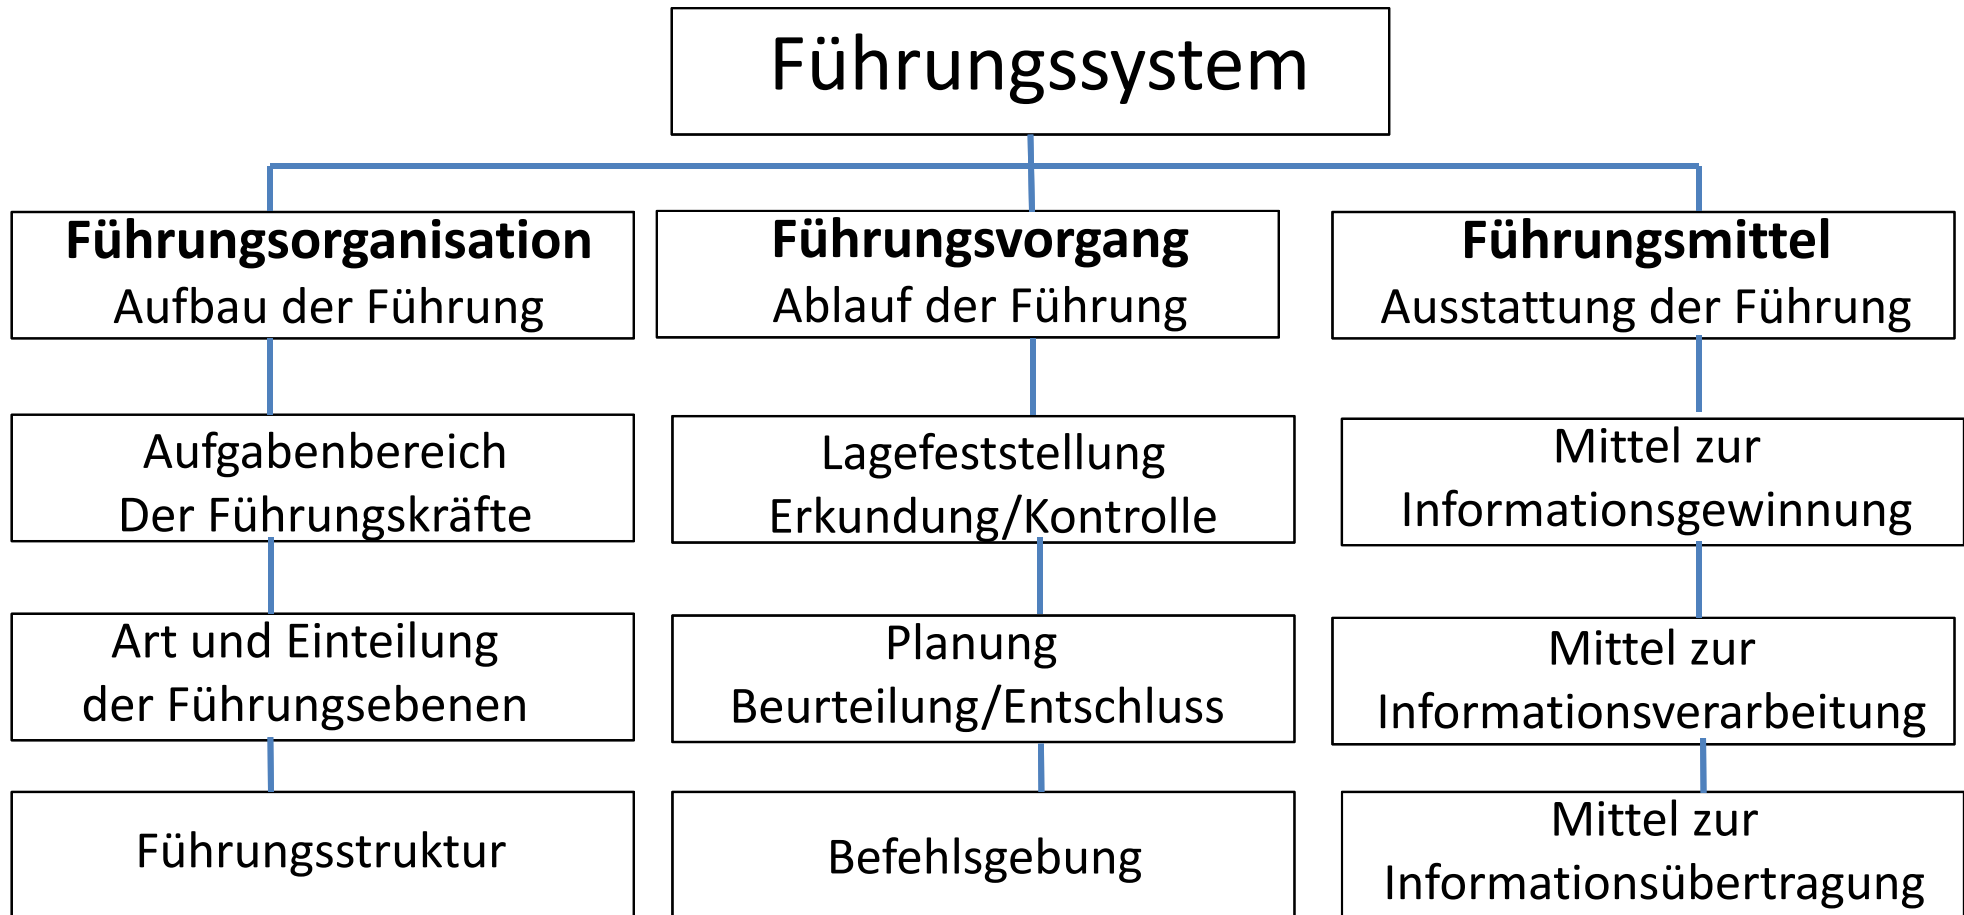 Führungssystem
Führungsorganisation
Aufbau der Führung
Führungsvorgang
Ablauf der Führung
Führungsmittel
Ausstattung der Führung
Aufgabenbereich
Der Führungskräfte
Lagefeststellung
Erkundung/Kontrolle
Mittel zur
Informationsgewinnung
Art und Einteilung
der Führungsebenen
Planung
Beurteilung/Entschluss
Mittel zur
Informationsverarbeitung
Führungsstruktur
Befehlsgebung
Mittel zur
Informationsübertragung